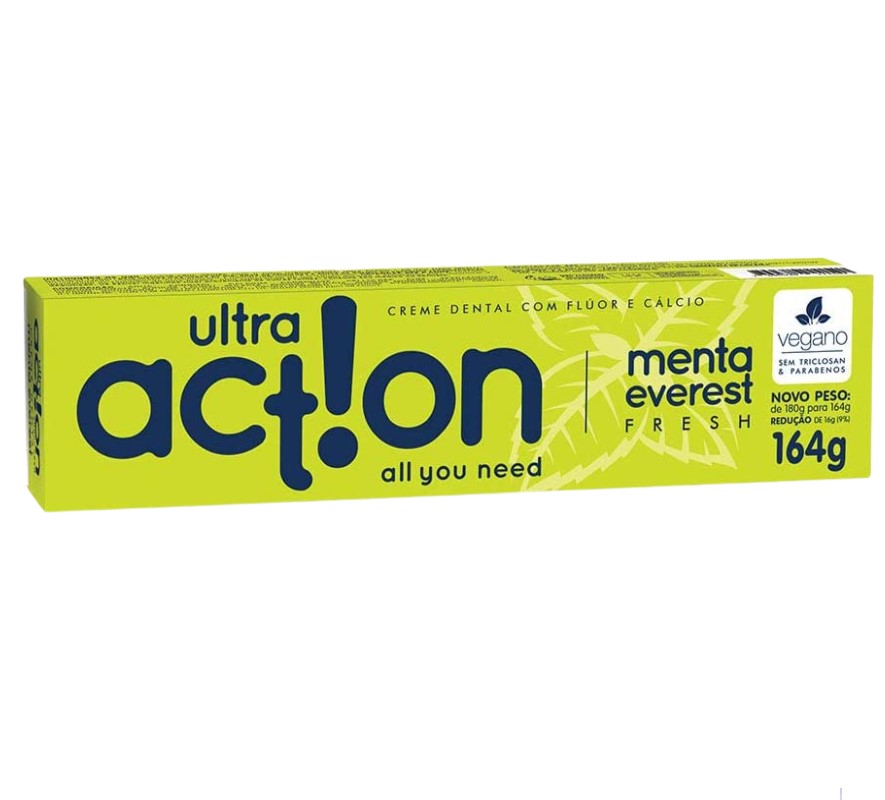 ultra
act!on
all you need
CREME DENTAL COM FLÚOR E CÁLCIO
menta
everest
FRESH
vegano
SEM TRICLOSAN
& PARABENOS
NOVO PESO:
de 180g para 164g
REDUÇÃO DE 16g (9%)
164g